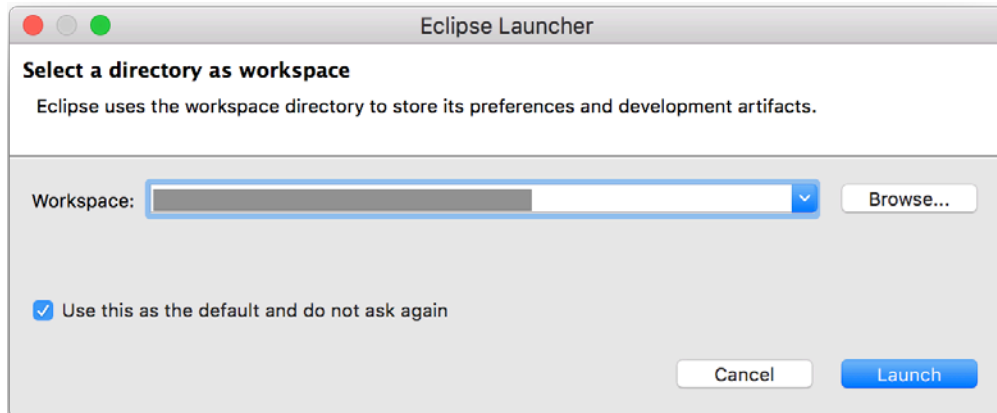 Eclipse Launcher
Select a directory as workspace
Eclipse uses the workspace directory to store its preferences and development artifacts.
Workspace:
Browse...
Use this as the default and do not ask again
Cancel
Launch